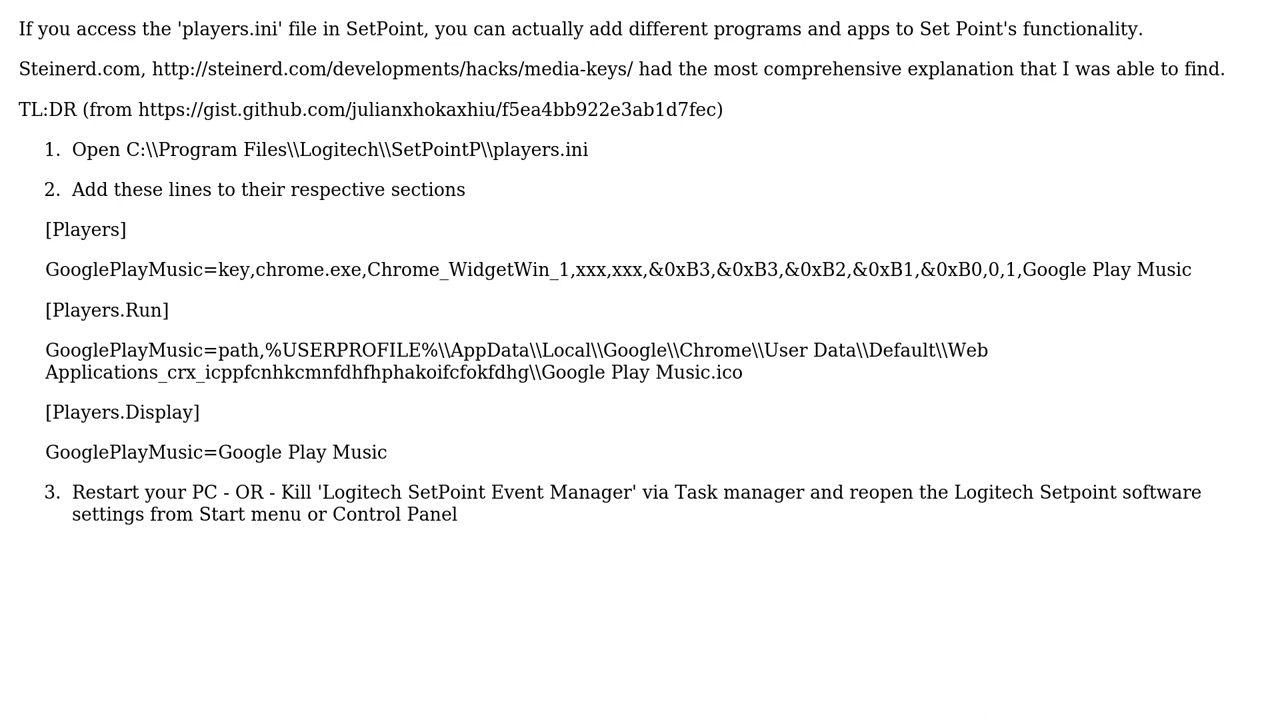 If you access the 'players.ini' file in SetPoint, you can actually add different programs and apps to Set Point's functionality.
Steinerd.com, http://steinerd.com/developments/hacks/media-keys/ had the most comprehensive explanation that I was able to find.
TL:DR (from https://gist.github.com/julianxhokaxhiu/f5ea4bb922e3ab1d7fec)
1. Open C:\\Program Files\\Logitech\\SetPointP\\players.ini
2. Add these lines to their respective sections
[Players]
GooglePlayMusic=key,chrome.exe,Chrome_WidgetWin_1,xxx,xxx,&0xB3,&0xB3,&0xB2,&0xB1,&0xB0,0,1,Google Play Music
[Players.Run]
GooglePlayMusic=path,%USERPROFILE%\\AppData\\Local\\Google\\Chrome\\User Data\\Default\\Web
Applications_crx_icppfcnhkcmnfdhfhphakoifcfokfdhg\\Google Play Music.ico
[Players.Display]
GooglePlayMusic=Google Play Music
3. Restart your PC - OR - Kill 'Logitech SetPoint Event Manager' via Task manager and reopen the Logitech Setpoint software
settings from Start menu or Control Panel